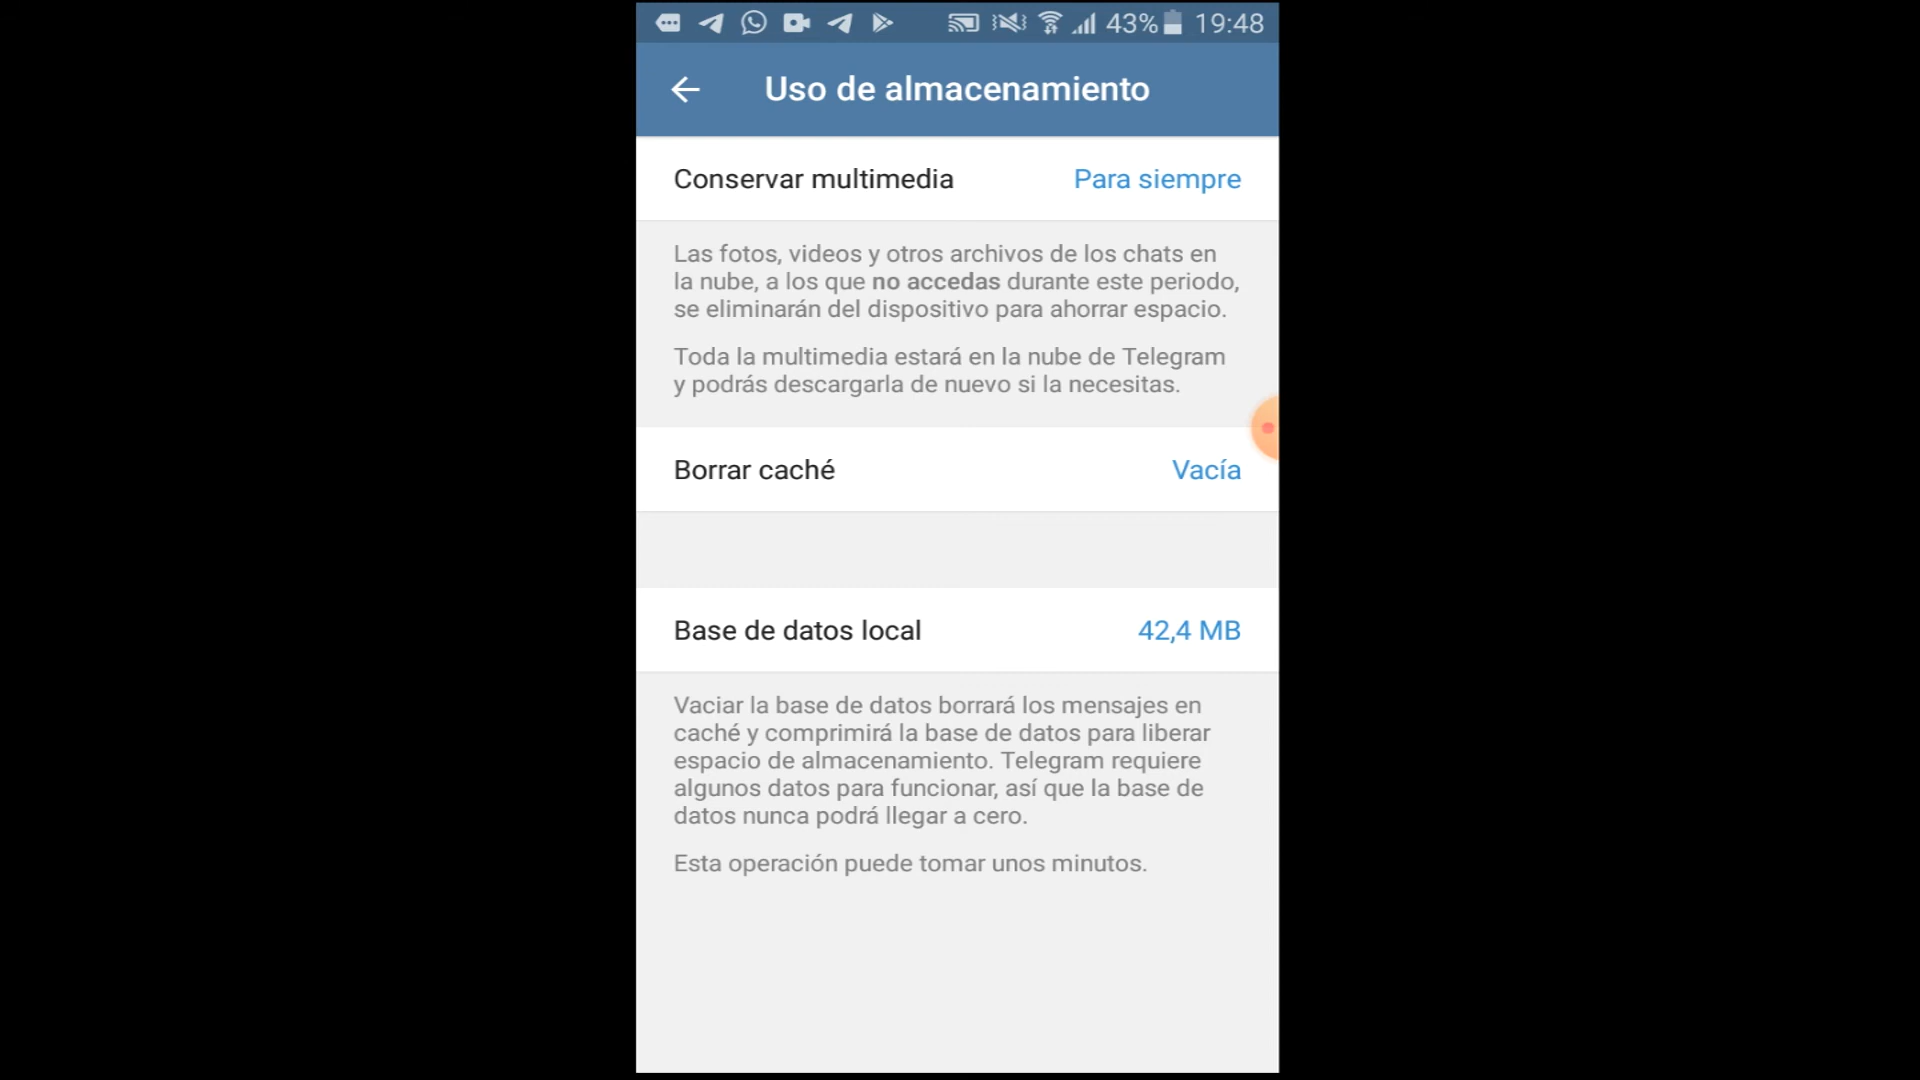 43% 19:48
Uso de almacenamiento
Conservar multimedia Para siempre
Las fotos, videos y otros archivos de los chats en
la nube, a los que no accedas durante este periodo,
se eliminarán del dispositivo para ahorrar espacio.
Toda la multimedia estará en la nube de Telegram
y podrás descargarla de nuevo si la necesitas.
Borrar caché Vacía
Base de datos local 42,4 MB
Vaciar la base de datos borrará los mensajes en
caché y comprimirá la base de datos para liberar
espacio de almacenamiento. Telegram requiere
algunos datos para funcionar, así que la base de
datos nunca podrá llegar a cero.
Esta operación puede tomar unos minutos.